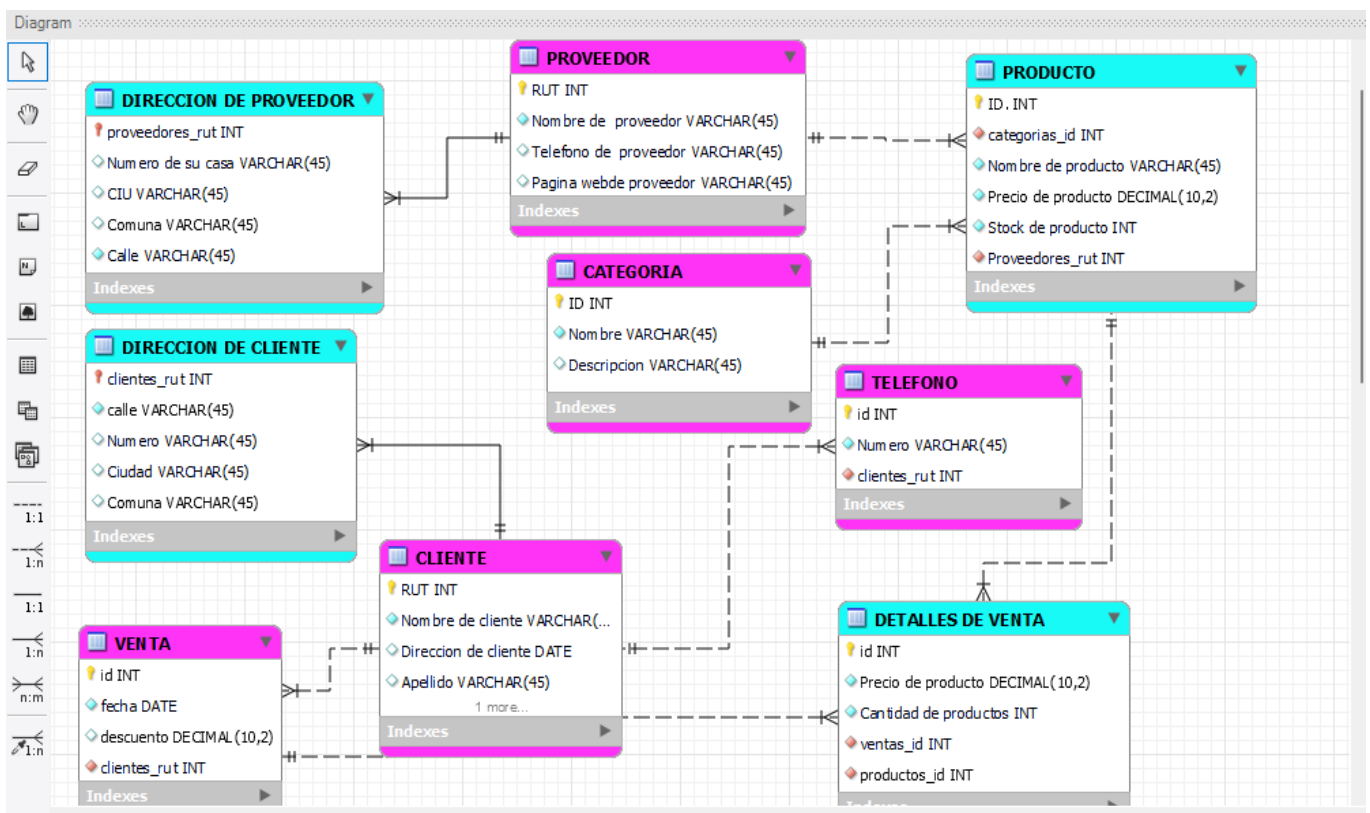 Diagram
DIRECCION DE PROVEEDOR
proveedores_rut INT
Numero de su casa VARCHAR(45)
CIU VARCHAR(45)
Comuna VARCHAR(45)
Calle VARCHAR(45)
Indexes
PROVEEDOR
RUT INT
Nombre de proveedor VARCHAR(45)
Telefono de proveedor VARCHAR(45)
Pagina webde proveedor VARCHAR(45)
Indexes
PRODUCTO
ID. INT
categorias_id INT
Nombre de producto VARCHAR(45)
Precio de producto DECIMAL(10,2)
Stock de producto INT
Proveedores_rut INT
Indexes
CATEGORIA
ID INT
Nombre VARCHAR(45)
Descripcion VARCHAR(45)
Indexes
DIRECCION DE CLIENTE
clientes_rut INT
calle VARCHAR(45)
Numero VARCHAR(45)
Ciudad VARCHAR(45)
Comuna VARCHAR(45)
Indexes
TELEFONO
id INT
Numero VARCHAR(45)
clientes_rut INT
Indexes
CLIENTE
RUT INT
Nombre de cliente VARCHAR(...
Direccion de cliente DATE
Apellido VARCHAR(45)
1 more...
Indexes
VENTA
id INT
fecha DATE
descuento DECIMAL(10,2)
clientes_rut INT
Indexes
DETALLES DE VENTA
id INT
Precio de producto DECIMAL(10,2)
Cantidad de productos INT
ventas_id INT
productos_id INT
Indexes
1:1
1:n
1:1
1:n
n:m
1:n